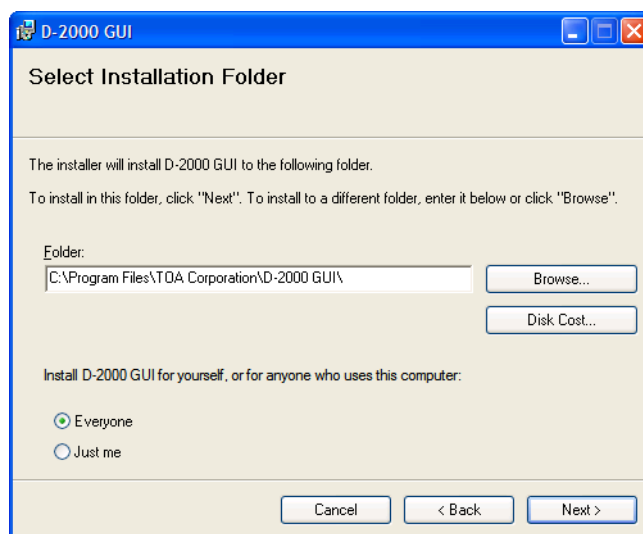 D-2000 GUI
Select Installation Folder
The installer will install D-2000 GUI to the following folder.
To install in this folder, click "Next". To install to a different folder, enter it below or click "Browse".
Folder:
C:\Program Files\TOA Corporation\D-2000 GUI\
Browse...
Disk Cost...
Install D-2000 GUI for yourself, or for anyone who uses this computer:
Everyone
Just me
Cancel
< Back
Next >